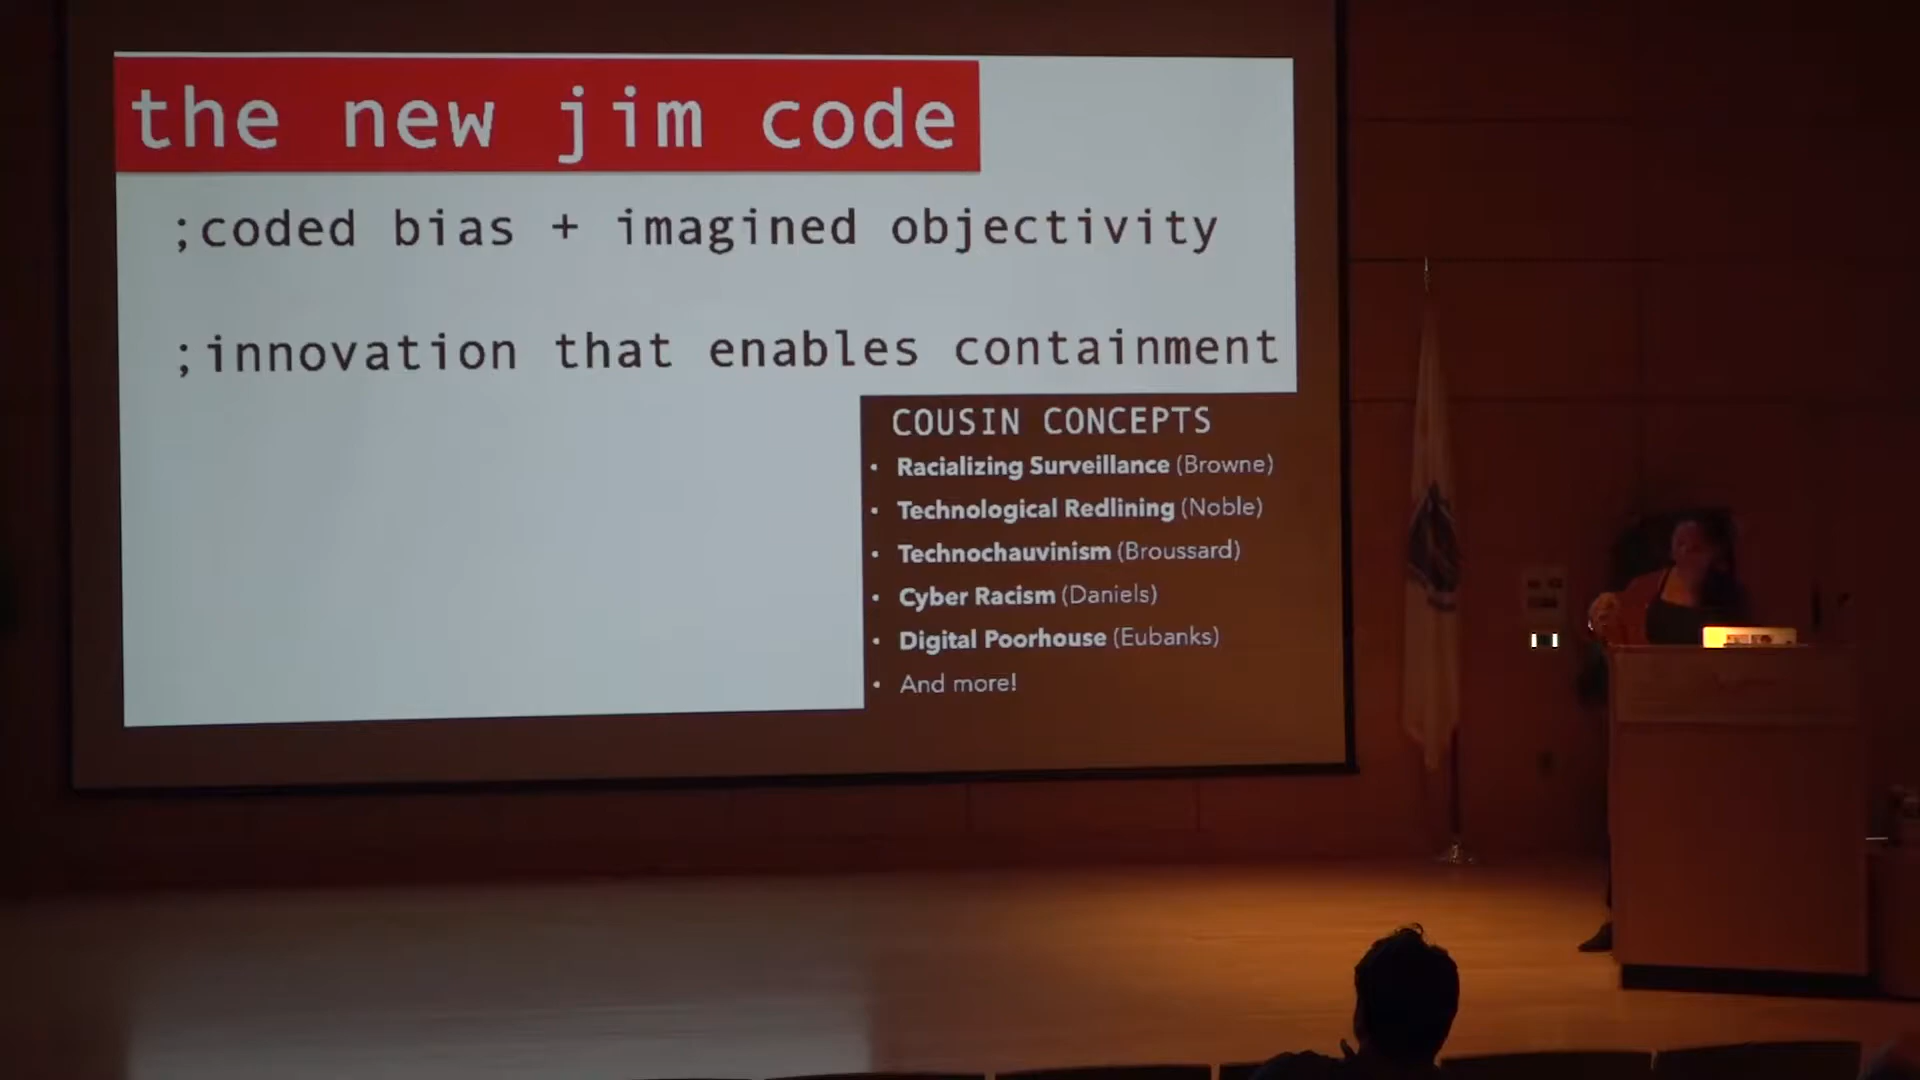 the new jim code
;coded bias + imagined objectivity
;innovation that enables containment
COUSIN CONCEPTS
• Racializing Surveillance (Browne)
• Technological Redlining (Noble)
• Technochauvinism (Broussard)
• Cyber Racism (Daniels)
• Digital Poorhouse (Eubanks)
• And more!